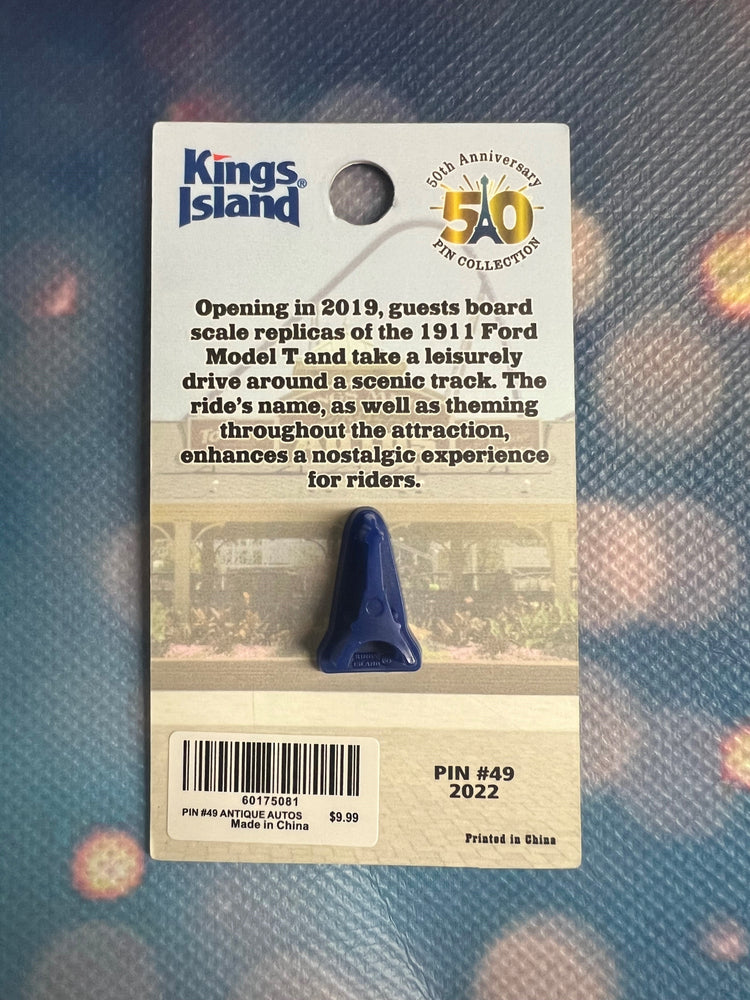 Kings
Island®
50th Anniversary
50
PIN COLLECTION
Opening in 2019, guests board
scale replicas of the 1911 Ford
Model T and take a leisurely
drive around a scenic track. The
ride's name, as well as theming
throughout the attraction,
enhances a nostalgic experience
for riders.
KINGS
ISLAND
60175081
PIN #49 ANTIQUE AUTOS $9.99
Made in China
PIN #49
2022
Printed in China